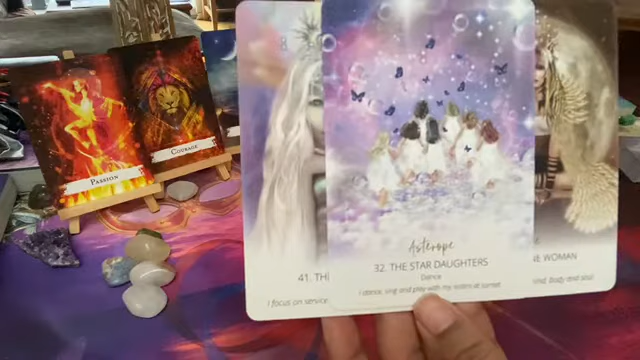 PASSION
COURAGE
41. TH
I focus on service
Asterope
32. THE STAR DAUGHTERS
Dance
I dance, sing and play with my sisters at sunset
NE WOMAN
mind, body and soul